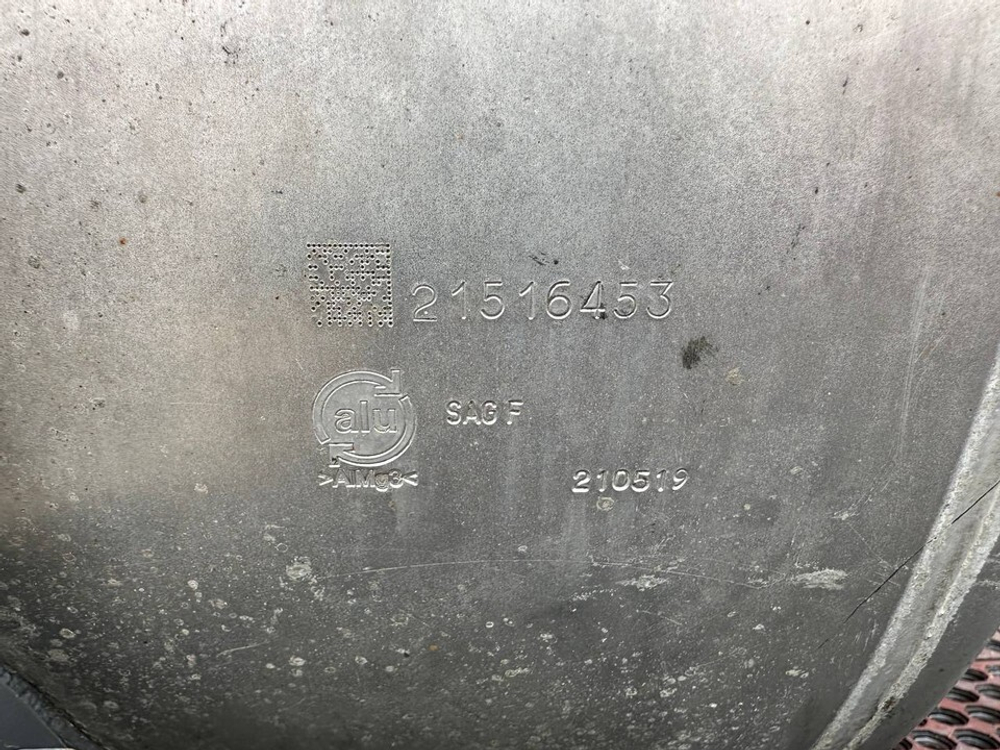 21516453
alu
SAG F
>AlMg3<
210519